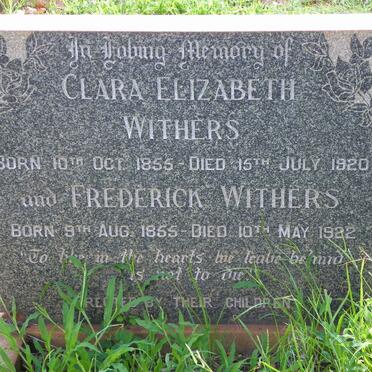 In Loving Memory of
CLARA ELIZABETH
WITHERS
BORN 10TH OCT. 1855 - DIED 15TH JULY 1920
and FREDERICK WITHERS
BORN 9TH AUG. 1855 - DIED 10TH MAY 1922
"To live in the hearts we leave behind
is not to die"
ERECTED BY THEIR CHILDREN